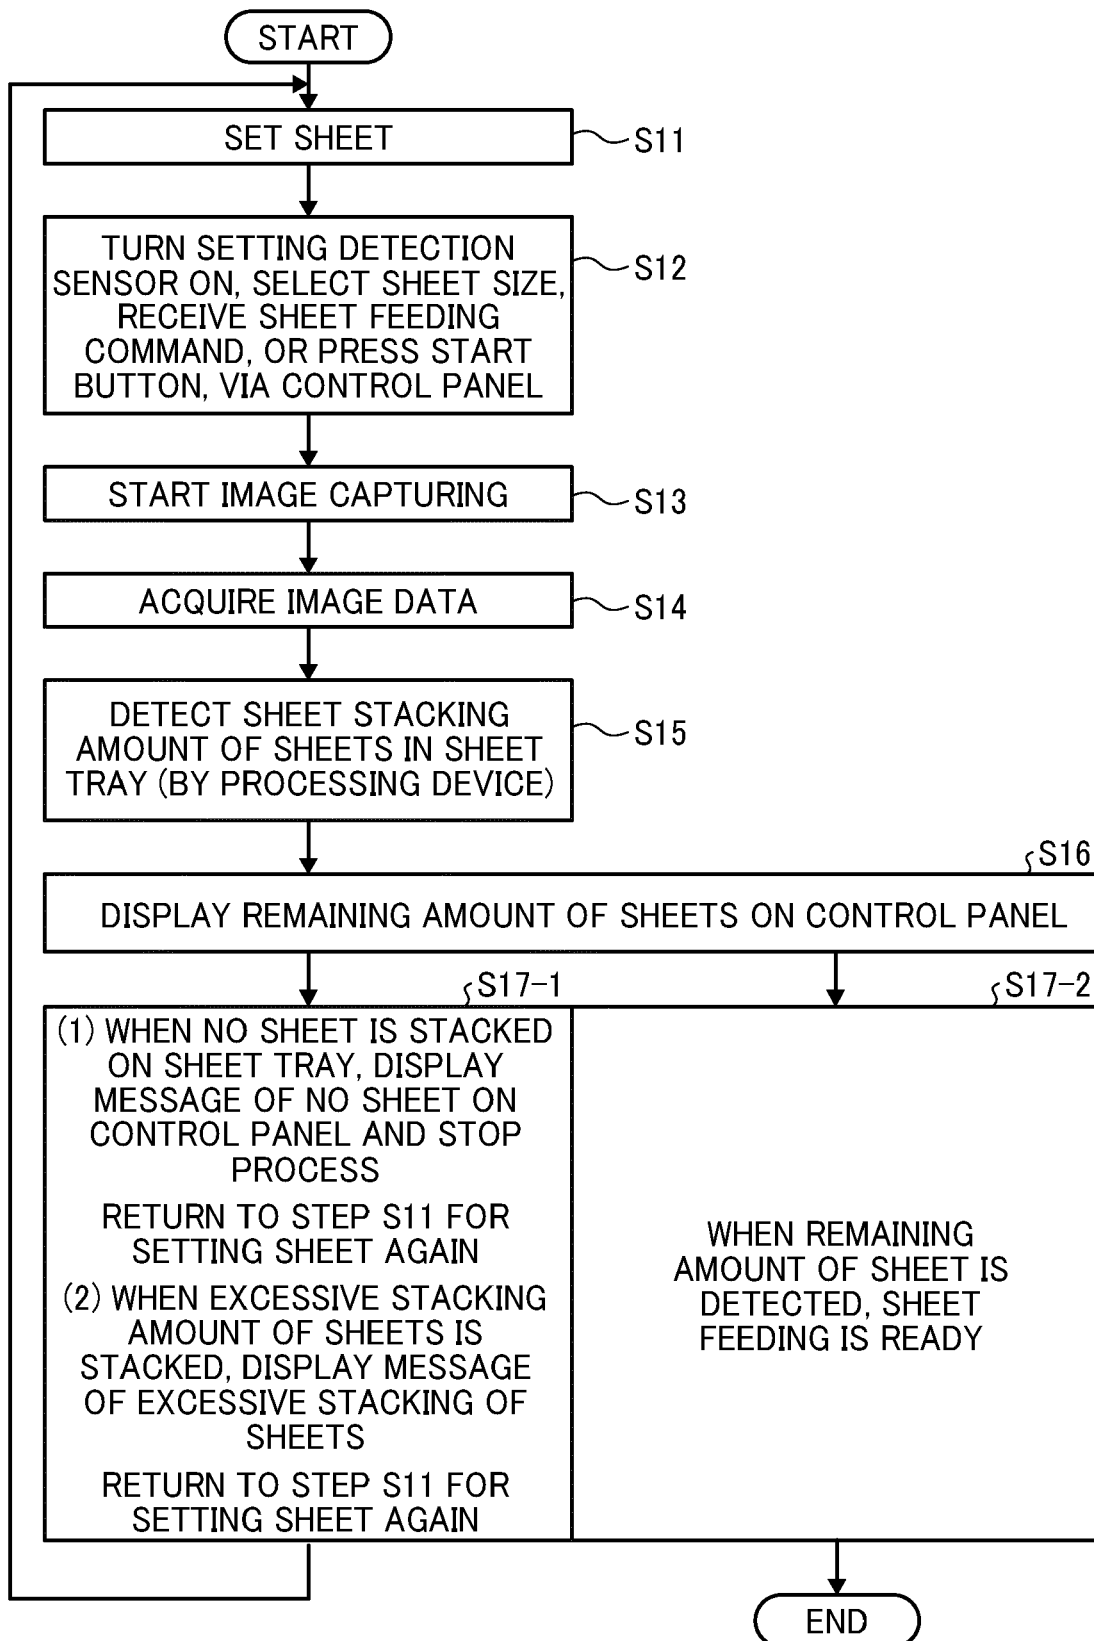 START
SET SHEET
S11
TURN SETTING DETECTION
SENSOR ON, SELECT SHEET SIZE,
RECEIVE SHEET FEEDING
COMMAND, OR PRESS START
BUTTON, VIA CONTROL PANEL
S12
START IMAGE CAPTURING
S13
ACQUIRE IMAGE DATA
S14
DETECT SHEET STACKING
AMOUNT OF SHEETS IN SHEET
TRAY (BY PROCESSING DEVICE)
S15
S16
DISPLAY REMAINING AMOUNT OF SHEETS ON CONTROL PANEL
S17-1
(1) WHEN NO SHEET IS STACKED
ON SHEET TRAY, DISPLAY
MESSAGE OF NO SHEET ON
CONTROL PANEL AND STOP
PROCESS
RETURN TO STEP S11 FOR
SETTING SHEET AGAIN
(2) WHEN EXCESSIVE STACKING
AMOUNT OF SHEETS IS
STACKED, DISPLAY MESSAGE
OF EXCESSIVE STACKING OF
SHEETS
RETURN TO STEP S11 FOR
SETTING SHEET AGAIN
S17-2
WHEN REMAINING
AMOUNT OF SHEET IS
DETECTED, SHEET
FEEDING IS READY
END